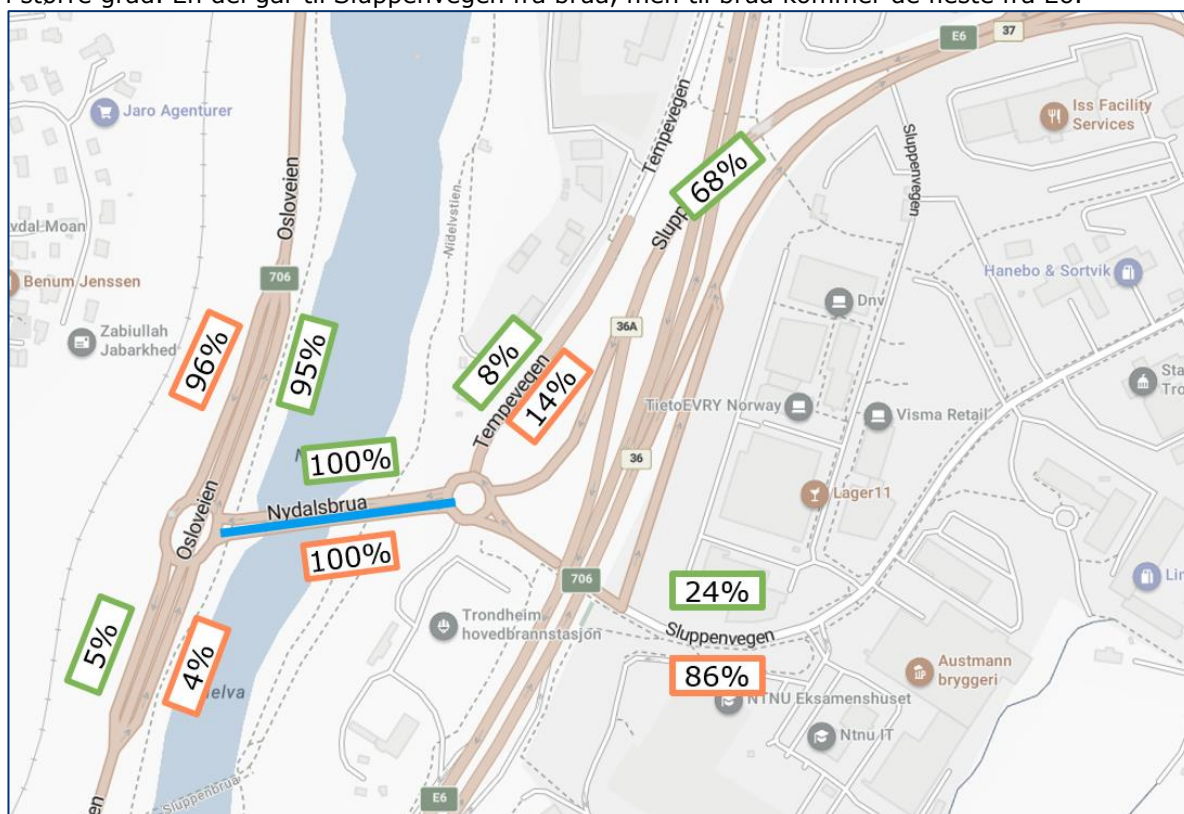 i større grad. En del går til Sluppenvegen fra brua, men til brua kommer de fleste fra E6.
E6
37
Jaro Agenturer
Iss Facility
Services
Tempevegen
Sluppenvegen
68%
Osloveien
Nidelvstien
vdal Moan
706
Benum Jenssen
Hanebo & Sortvik
Dnv
Slupp
Zabiullah
Jabarkhed
96%
95%
36A
8%
14%
Tempevegen
Sta
Tro
TietoEVRY Norway
Visma Retail
N
100%
36
Lager11
Nydalsbrua
Osloveien
100%
706
Lin
24%
Trondheim
hovedbrannstasjon
Sluppenvegen
5%
4%
elva
86%
Austmann
bryggeri
NTNU Eksamenshuset
Ntnu IT
Sluppenbrua
E6
en